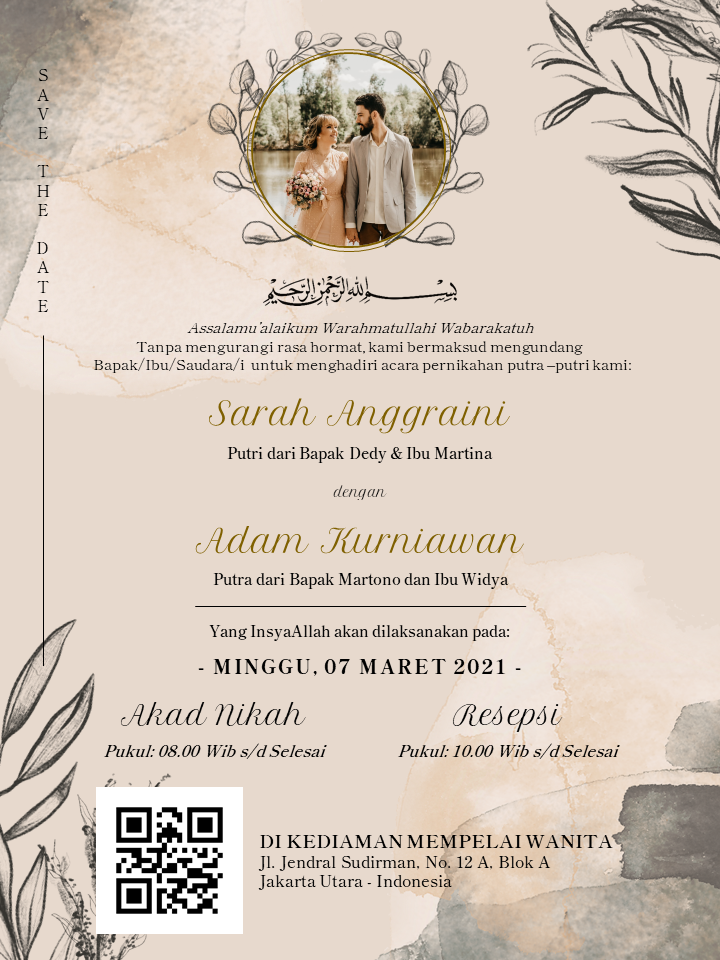 SAVE THE DATE
بسم الله الرحمن الرحيم
Assalamu'alaikum Warahmatullahi Wabarakatuh
Tanpa mengurangi rasa hormat, kami bermaksud mengundang
Bapak/Ibu/Saudara/i untuk menghadiri acara pernikahan putra –putri kami:
Sarah Anggraini
Putri dari Bapak Dedy & Ibu Martina
dengan
Adam Kurniawan
Putra dari Bapak Martono dan Ibu Widya
Yang InsyaAllah akan dilaksanakan pada:
- MINGGU, 07 MARET 2021 -
Akad Nikah
Pukul: 08.00 Wib s/d Selesai
Resepsi
Pukul: 10.00 Wib s/d Selesai
DI KEDIAMAN MEMPELAI WANITA
Jl. Jendral Sudirman, No. 12 A, Blok A
Jakarta Utara - Indonesia